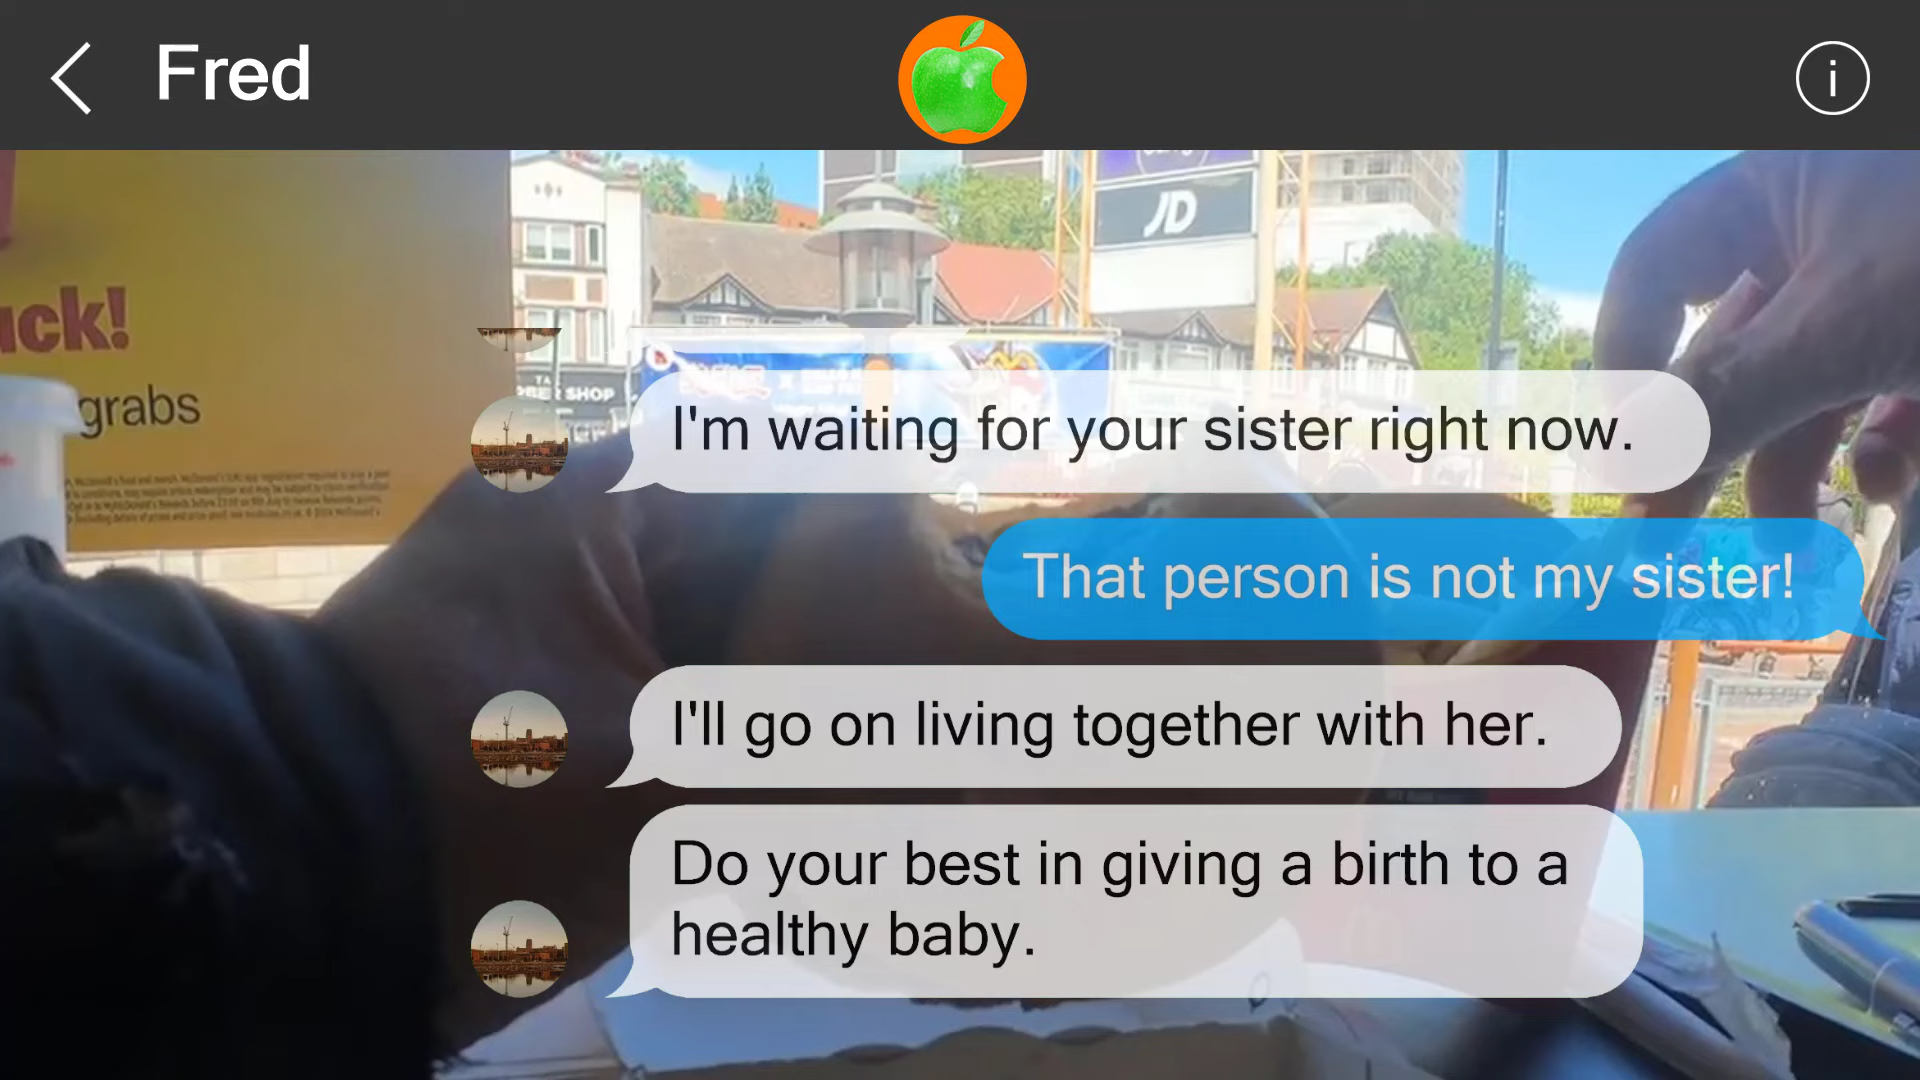 Fred
i
JD
uck!
grabs
SHOP
I'm waiting for your sister right now.
That person is not my sister!
I'll go on living together with her.
Do your best in giving a birth to a
healthy baby.